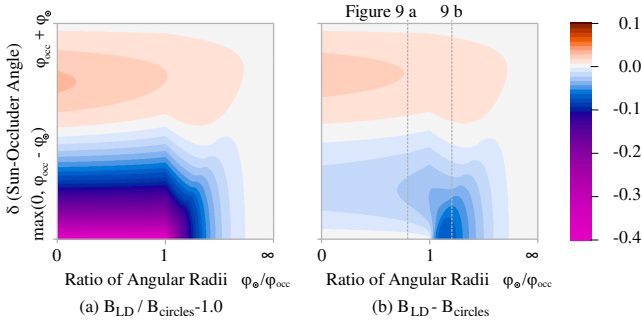 Figure 9 a
9 b
δ (Sun-Occluder Angle)
max(0, φocc - φ⊙)
φocc + φ⊙
0
1
∞
0
1
∞
Ratio of Angular Radii φ⊙/φocc
Ratio of Angular Radii φ⊙/φocc
(a) BLD / Bcircles-1.0
(b) BLD - Bcircles
0.1
0.0
-0.1
-0.2
-0.3
-0.4